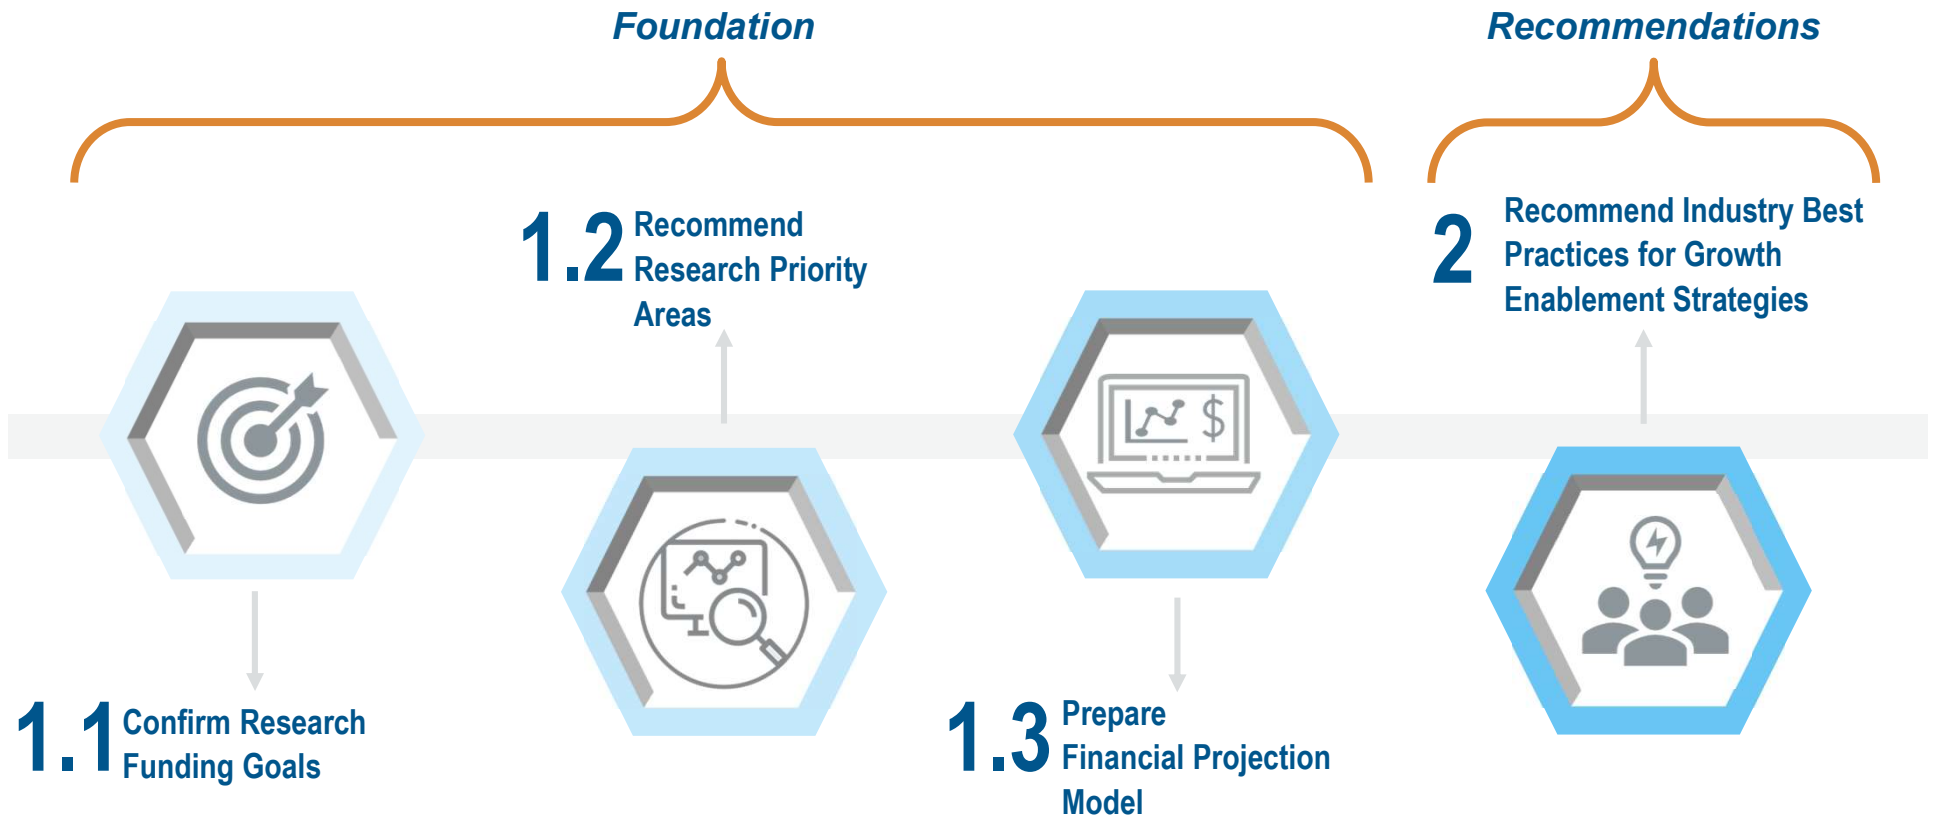 Foundation
Recommendations
1.2
Recommend
Research Priority
Areas
2
Recommend Industry Best
Practices for Growth
Enablement Strategies
$
1.1
Confirm Research
Funding Goals
1.3
Prepare
Financial Projection
Model